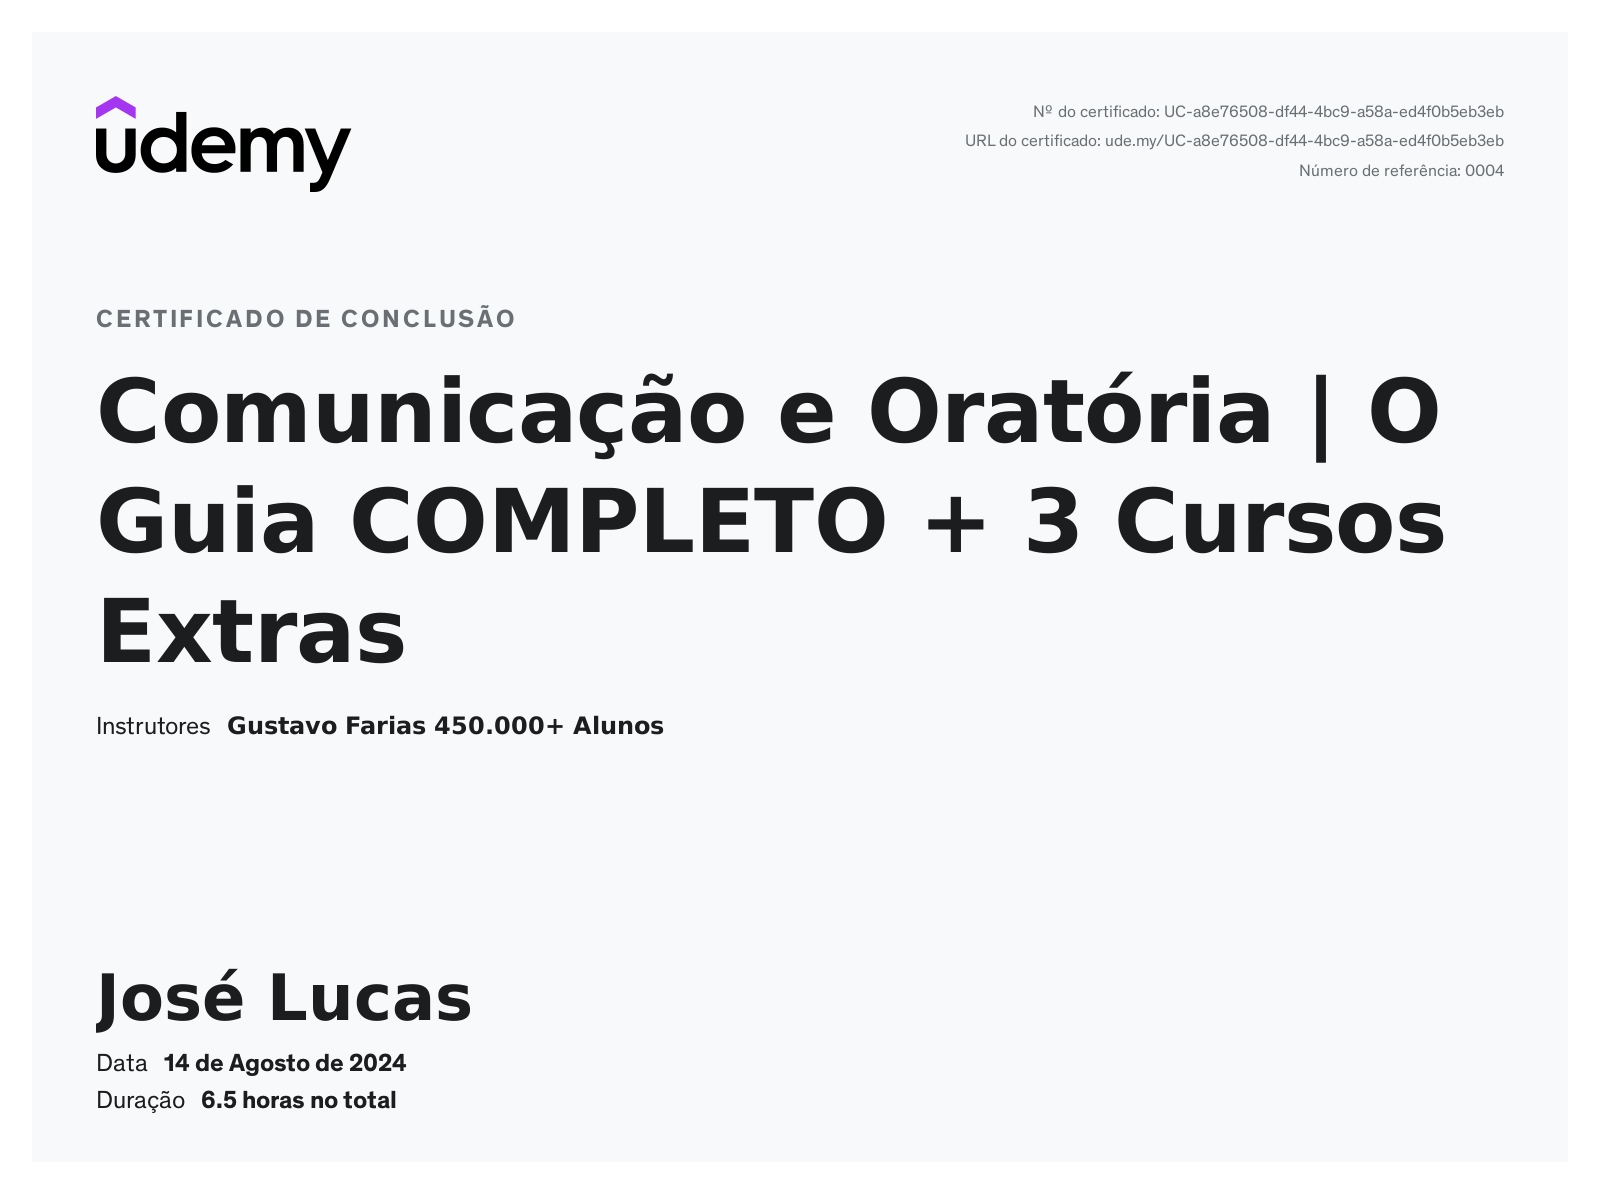 udemy
Nº do certificado: UC-a8e76508-df44-4bc9-a58a-ed4f0b5eb3eb
URL do certificado: ude.my/UC-a8e76508-df44-4bc9-a58a-ed4f0b5eb3eb
Número de referência: 0004
CERTIFICADO DE CONCLUSÃO
Comunicação e Oratória | O
Guia COMPLETO + 3 Cursos
Extras
Instrutores Gustavo Farias 450.000+ Alunos
José Lucas
Data 14 de Agosto de 2024
Duração 6.5 horas no total